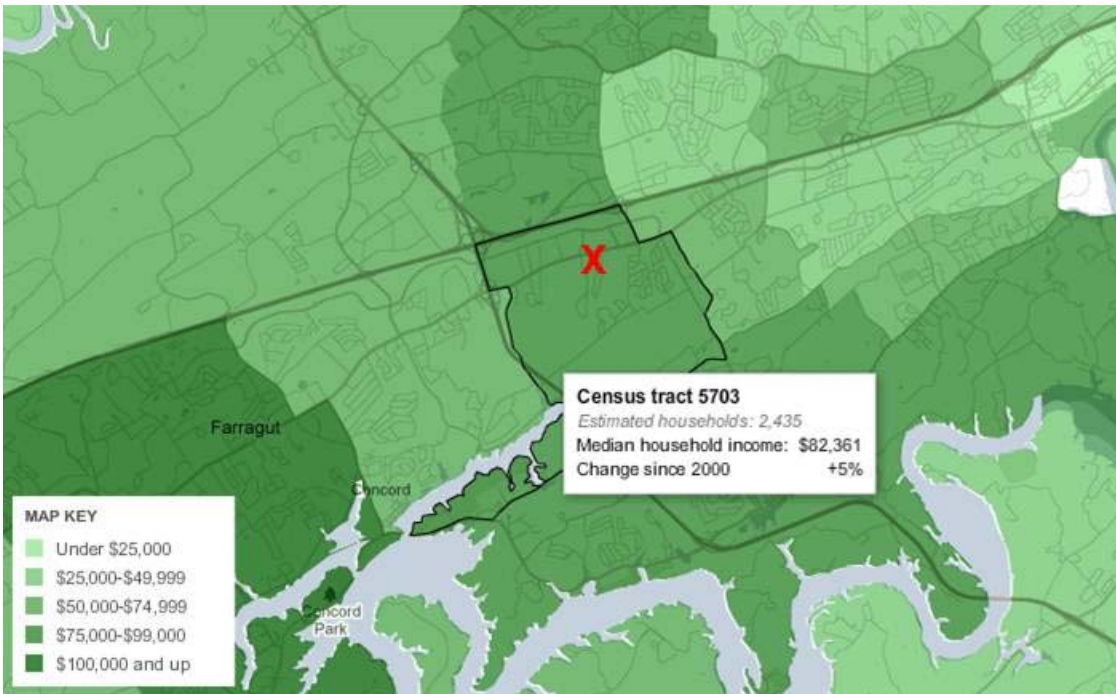 X
Census tract 5703
Estimated households: 2,435
Median household income: $82,361
Change since 2000 +5%
Farragut
Concord
Concord
Park
MAP KEY
Under $25,000
$25,000-$49,999
$50,000-$74,999
$75,000-$99,000
$100,000 and up